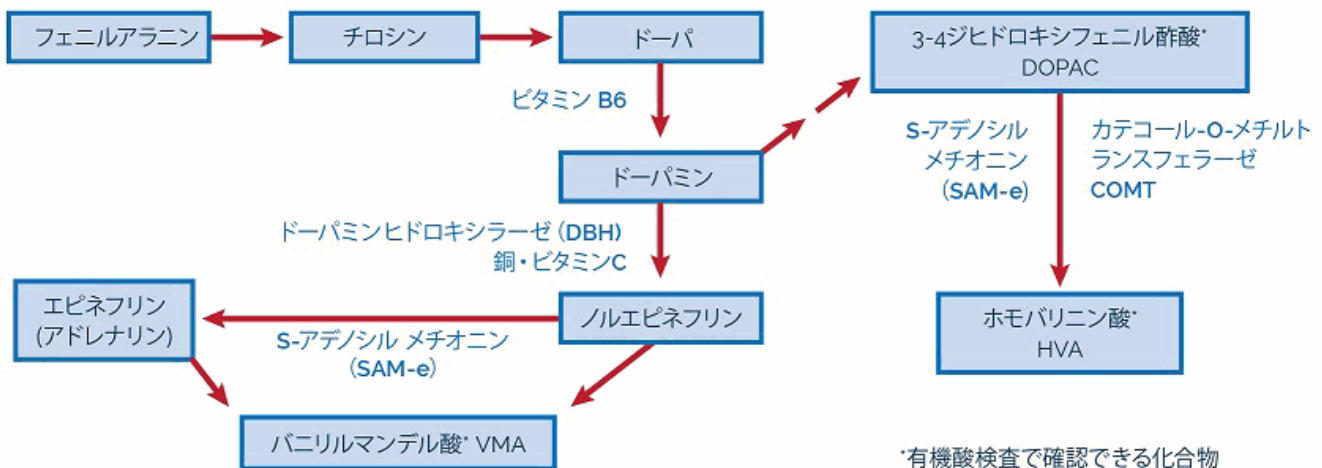 フェニルアラニン
チロシン
ドーパ
3-4ジヒドロキシフェニル酢酸*
DOPAC
ビタミン B6
S-アデノシル
メチオニン
(SAM-e)
カテコール-O-メチルト
ランスフェラーゼ
COMT
ドーパミン
ドーパミンヒドロキシラーゼ(DBH)
銅・ビタミンC
エピネフリン
(アドレナリン)
S-アデノシル メチオニン
(SAM-e)
ノルエピネフリン
ホモバリニン酸*
HVA
バニリルマンデル酸* VMA
*有機酸検査で確認できる化合物